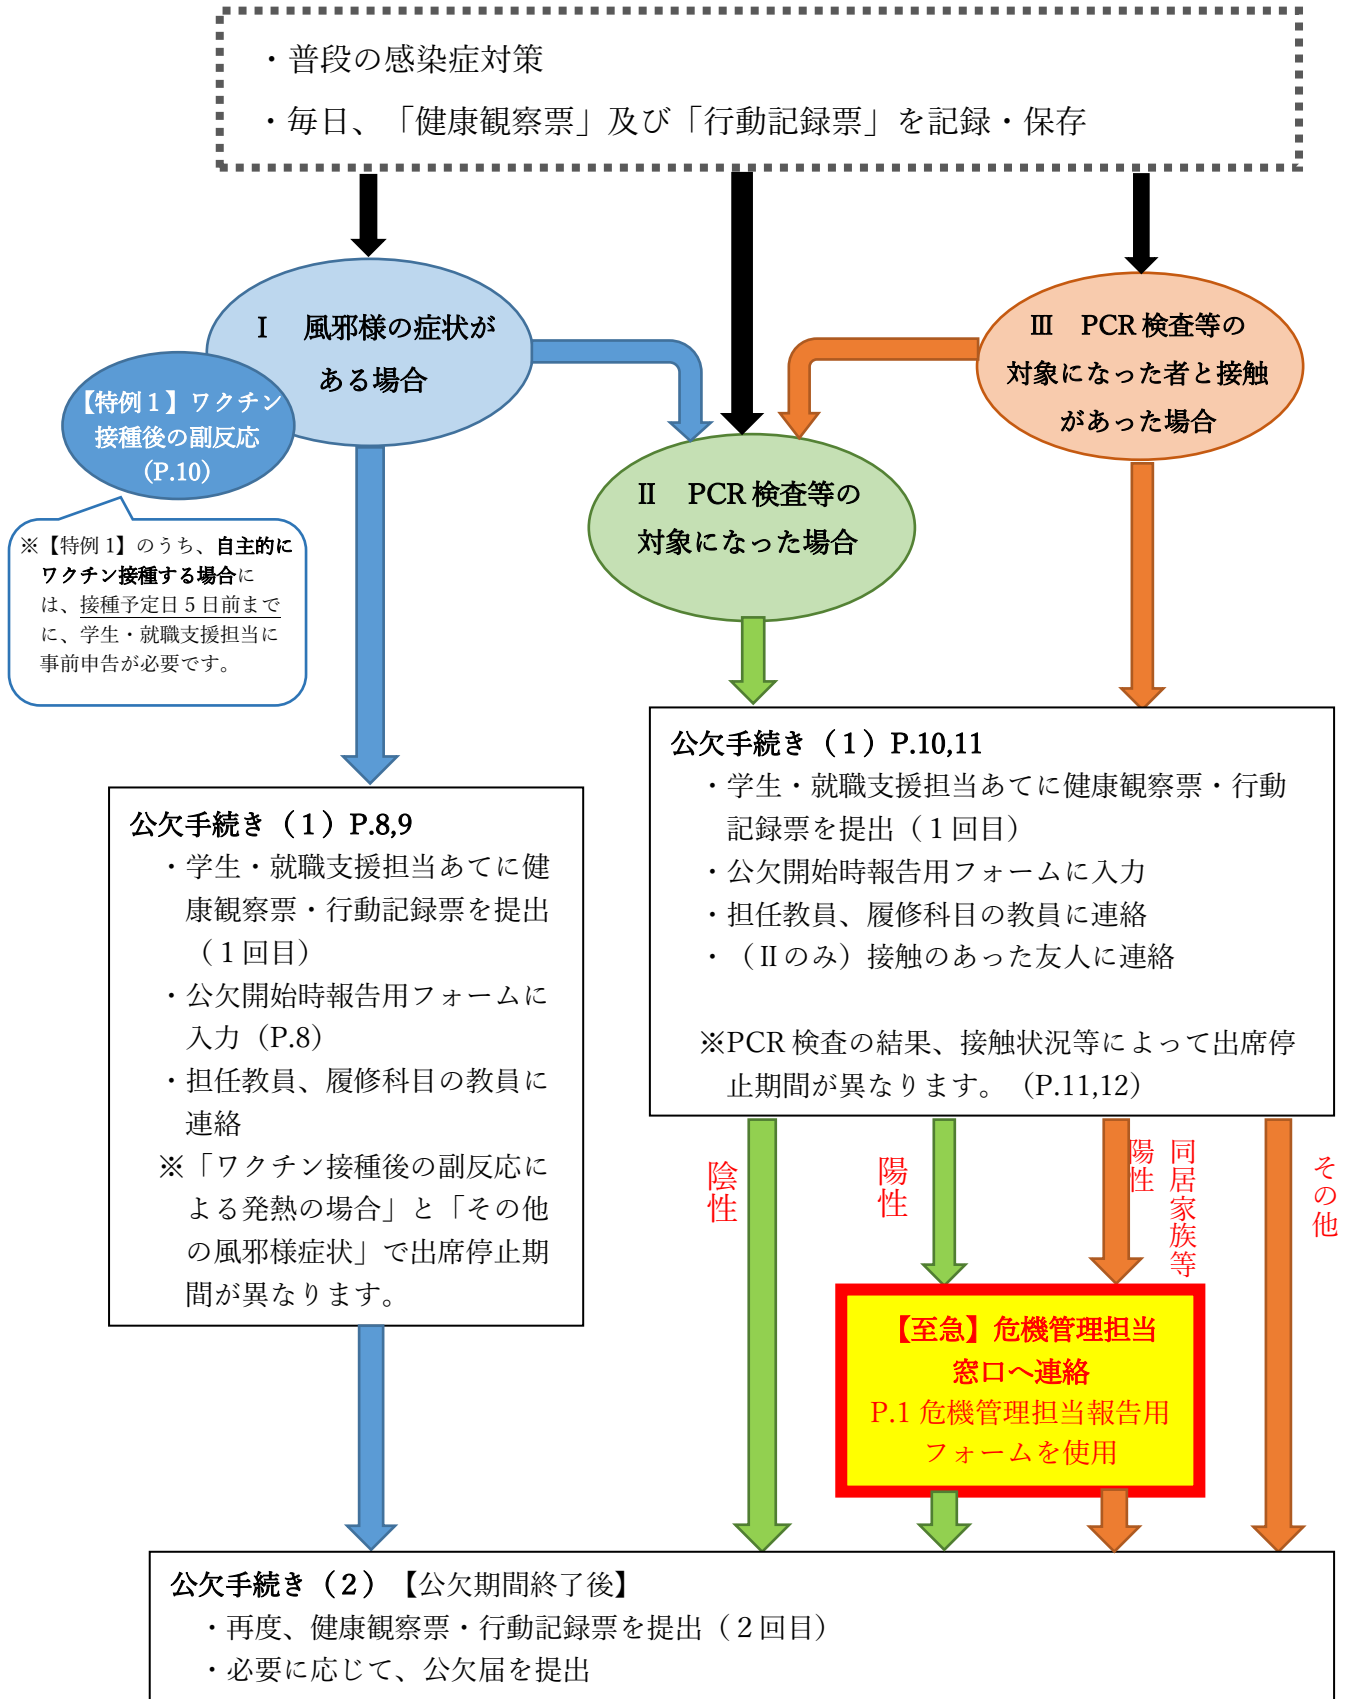 ・普段の感染症対策
・毎日、「健康観察票」及び「行動記録票」を記録・保存
Ⅰ　風邪様の症状が
ある場合
【特例１】ワクチン
接種後の副反応
（P.10）
※【特例 1】のうち、自主的に
ワクチン接種する場合に
は、接種予定日 5 日前まで
に、学生・就職支援担当に
事前申告が必要です。
Ⅲ　PCR 検査等の
対象になった者と接触
があった場合
Ⅱ　PCR 検査等の
対象になった場合
公欠手続き（１）P.8,9
・学生・就職支援担当あてに健
康観察票・行動記録票を提出
（１回目）
・公欠開始時報告用フォームに
入力（P.8）
・担任教員、履修科目の教員に
連絡
※「ワクチン接種後の副反応に
よる発熱の場合」と「その他
の風邪様症状」で出席停止期
間が異なります。
公欠手続き（１）P.10,11
・学生・就職支援担当あてに健康観察票・行動
記録票を提出（１回目）
・公欠開始時報告用フォームに入力
・担任教員、履修科目の教員に連絡
・（Ⅱのみ）接触のあった友人に連絡
※PCR 検査の結果、接触状況等によって出席停
止期間が異なります。（P.11,12）
陰性
陽性
同居家族等
陽性
その他
【至急】危機管理担当
窓口へ連絡
P.1 危機管理担当報告用
フォームを使用
公欠手続き（２）【公欠期間終了後】
・再度、健康観察票・行動記録票を提出（２回目）
・必要に応じて、公欠届を提出